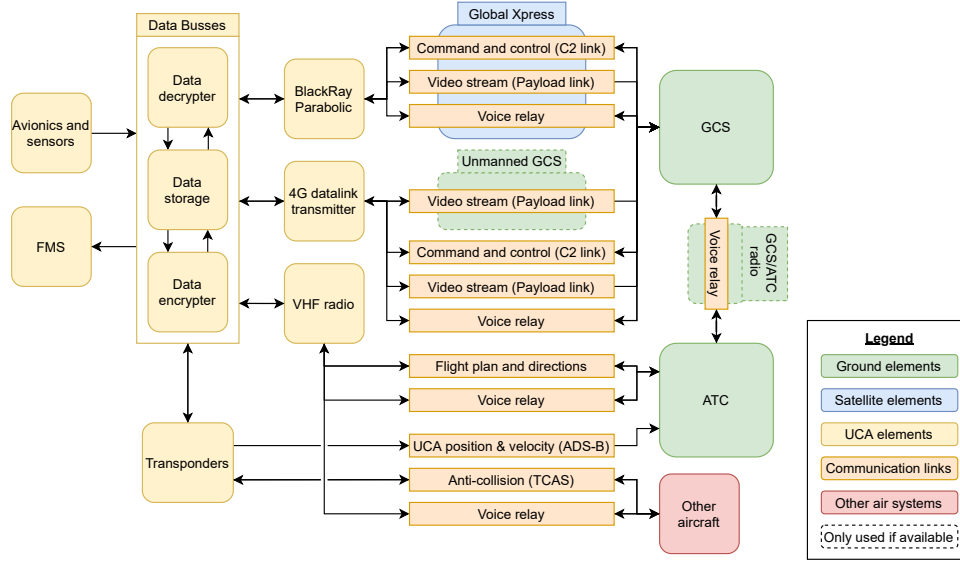 Global Xpress
Data Busses
Data
decrypter
Data
storage
Data
encrypter
Avionics and
sensors
FMS
BlackRay
Parabolic
4G datalink
transmitter
VHF radio
Transponders
Command and control (C2 link)
Video stream (Payload link)
Voice relay
Unmanned GCS
Video stream (Payload link)
Command and control (C2 link)
Video stream (Payload link)
Voice relay
Flight plan and directions
Voice relay
UCA position & velocity (ADS-B)
Anti-collision (TCAS)
Voice relay
GCS
Voice relay
GCS/ATC
radio
ATC
Other
aircraft
Legend
Ground elements
Satellite elements
UCA elements
Communication links
Other air systems
Only used if available